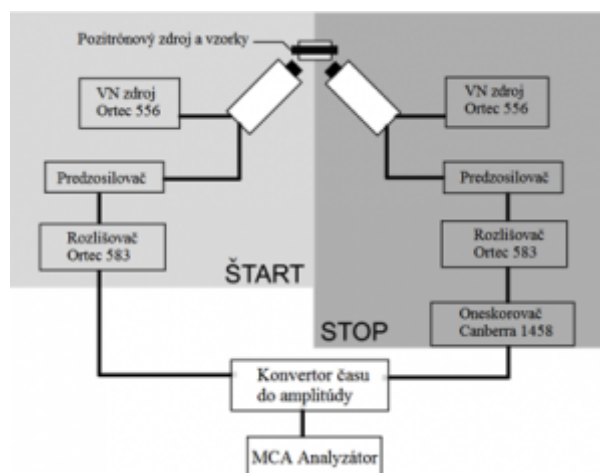 Pozitrónový zdroj a vzorky
VN zdroj
Ortec 556
VN zdroj
Ortec 556
Predzosilovač
Predzosilovač
Rozlišovač
Ortec 583
Rozlišovač
Ortec 583
ŠTART
STOP
Oneskorovač
Canberra 1458
Konvertor času
do amplitúdy
MCA Analyzátor